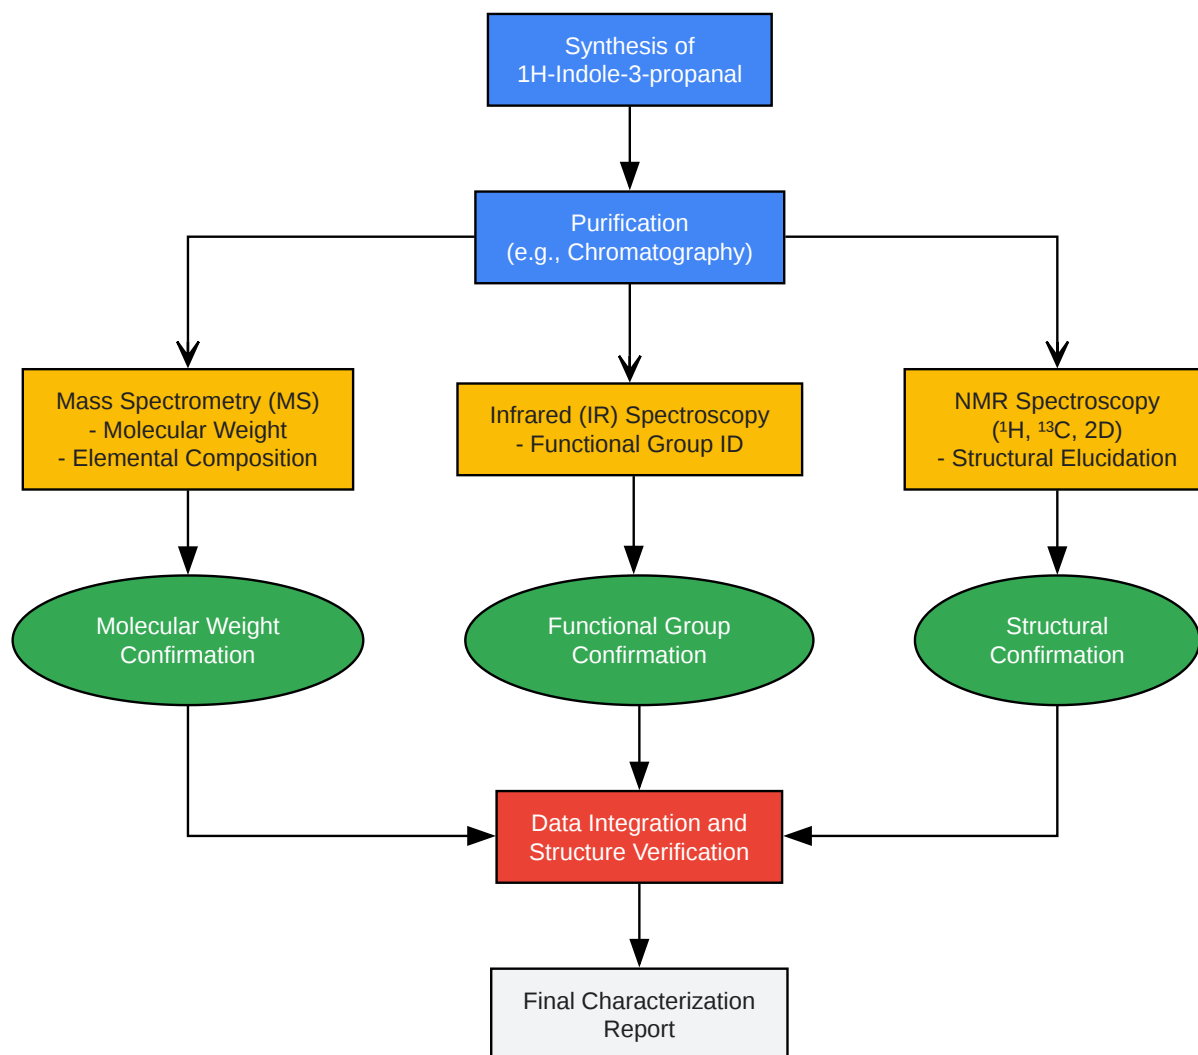 Synthesis of
1H-Indole-3-propanal
Purification
(e.g., Chromatography)
Mass Spectrometry (MS)
- Molecular Weight
- Elemental Composition
Infrared (IR) Spectroscopy
- Functional Group ID
NMR Spectroscopy
(¹H, ¹³C, 2D)
- Structural Elucidation
Molecular Weight
Confirmation
Functional Group
Confirmation
Structural
Confirmation
Data Integration and
Structure Verification
Final Characterization
Report